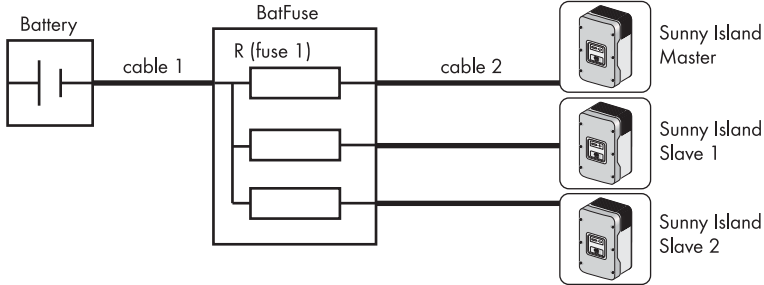 Battery
BatFuse
R (fuse 1)
cable 1
cable 2
Sunny Island
Master
Sunny Island
Slave 1
Sunny Island
Slave 2